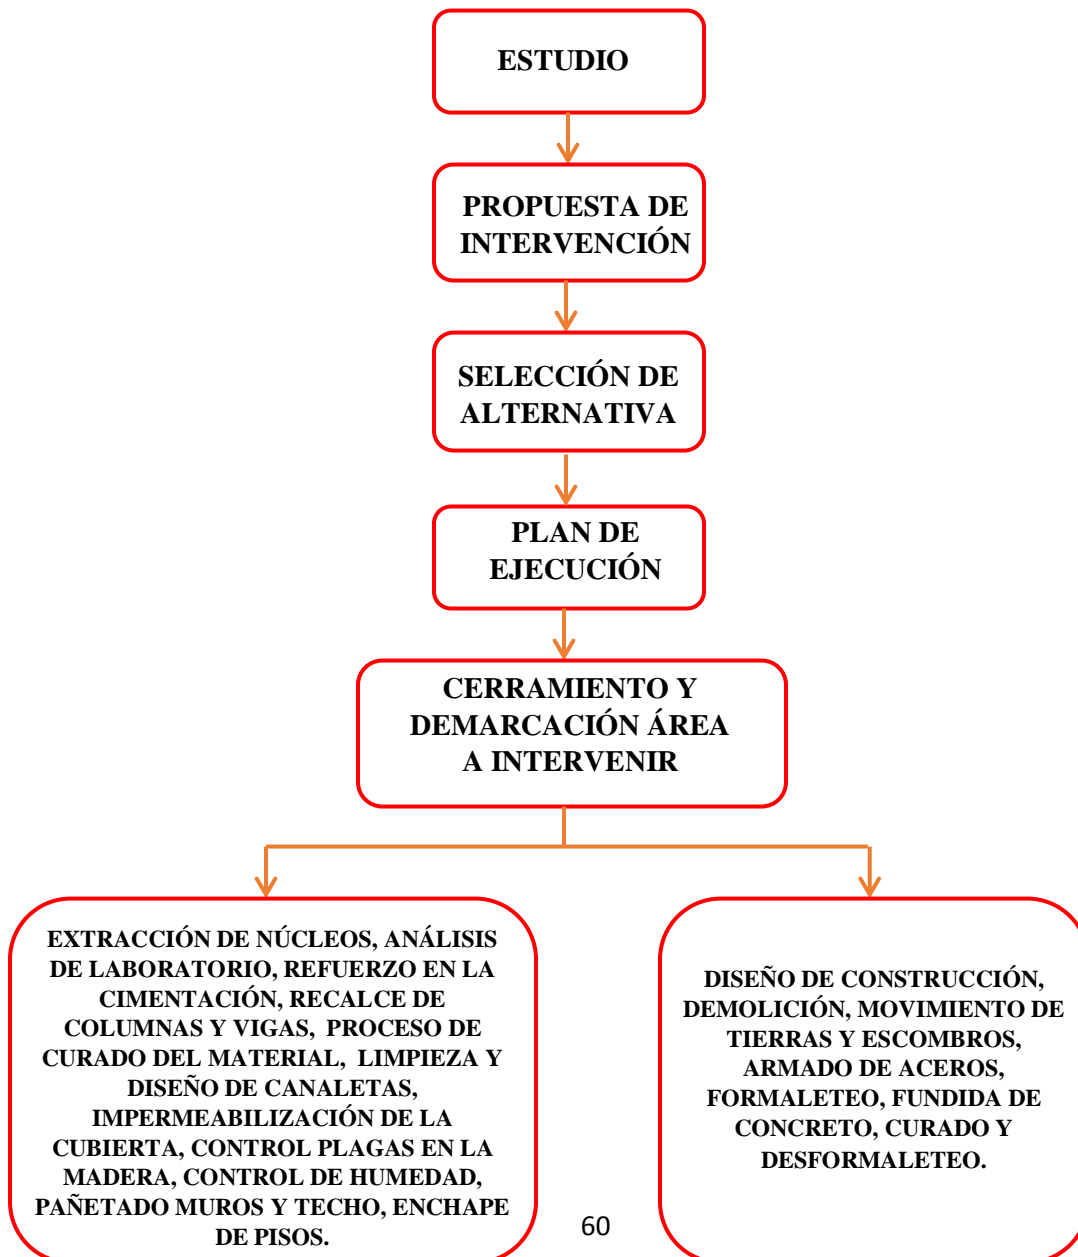 ESTUDIO
PROPUESTA DE
INTERVENCIÓN
SELECCIÓN DE
ALTERNATIVA
PLAN DE
EJECUCIÓN
CERRAMIENTO Y
DEMARCACIÓN ÁREA
A INTERVENIR
EXTRACCIÓN DE NÚCLEOS, ANÁLISIS
DE LABORATORIO, REFUERZO EN LA
CIMENTACIÓN, RECALCE DE
COLUMNAS Y VIGAS, PROCESO DE
CURADO DEL MATERIAL, LIMPIEZA Y
DISEÑO DE CANALETAS,
IMPERMEABILIZACIÓN DE LA
CUBIERTA, CONTROL PLAGAS EN LA
MADERA, CONTROL DE HUMEDAD,
PAÑETADO MUROS Y TECHO, ENCHAPE
DE PISOS.
DISEÑO DE CONSTRUCCIÓN,
DEMOLICIÓN, MOVIMIENTO DE
TIERRAS Y ESCOMBROS,
ARMADO DE ACEROS,
FORMALETEO, FUNDIDA DE
CONCRETO, CURADO Y
DESFORMALETEO.
60